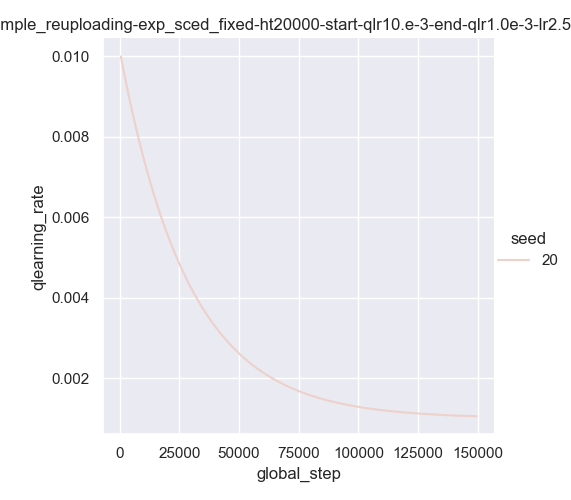 mple_reuploading-exp_sced_fixed-ht20000-start-qlr10.e-3-end-qlr1.0e-3-lr2.5
0.010
0.008
0.006
0.004
0.002
qlearning_rate
seed
20
0 25000 50000 75000 100000 125000 150000
global_step